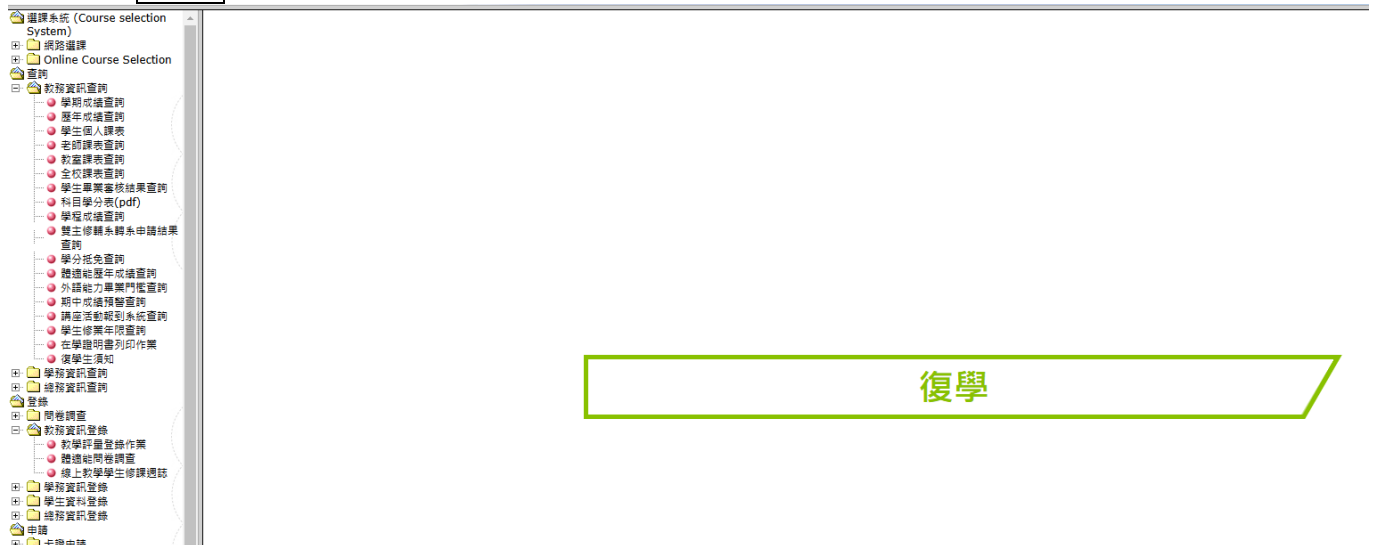 選課系統 (Course selection
System)
網路選課
Online Course Selection
查詢
教務資訊查詢
學期成績查詢
歷年成績查詢
學生個人課表
老師課表查詢
教室課表查詢
全校課表查詢
學生畢業審核結果查詢
科目學分表(pdf)
學程成績查詢
雙主修輔系轉系申請結果
查詢
學分抵免查詢
體適能歷年成績查詢
外語能力畢業門檻查詢
期中成績預警查詢
講座活動報到系統查詢
學生修業年限查詢
在學證明書列印作業
復學生須知
學務資訊查詢
總務資訊查詢
登錄
問卷調查
教務資訊登錄
教學評量登錄作業
體適能問卷調查
線上教學學生修課週誌
學務資訊登錄
學生資料登錄
總務資訊登錄
申請
卡證申請
復學